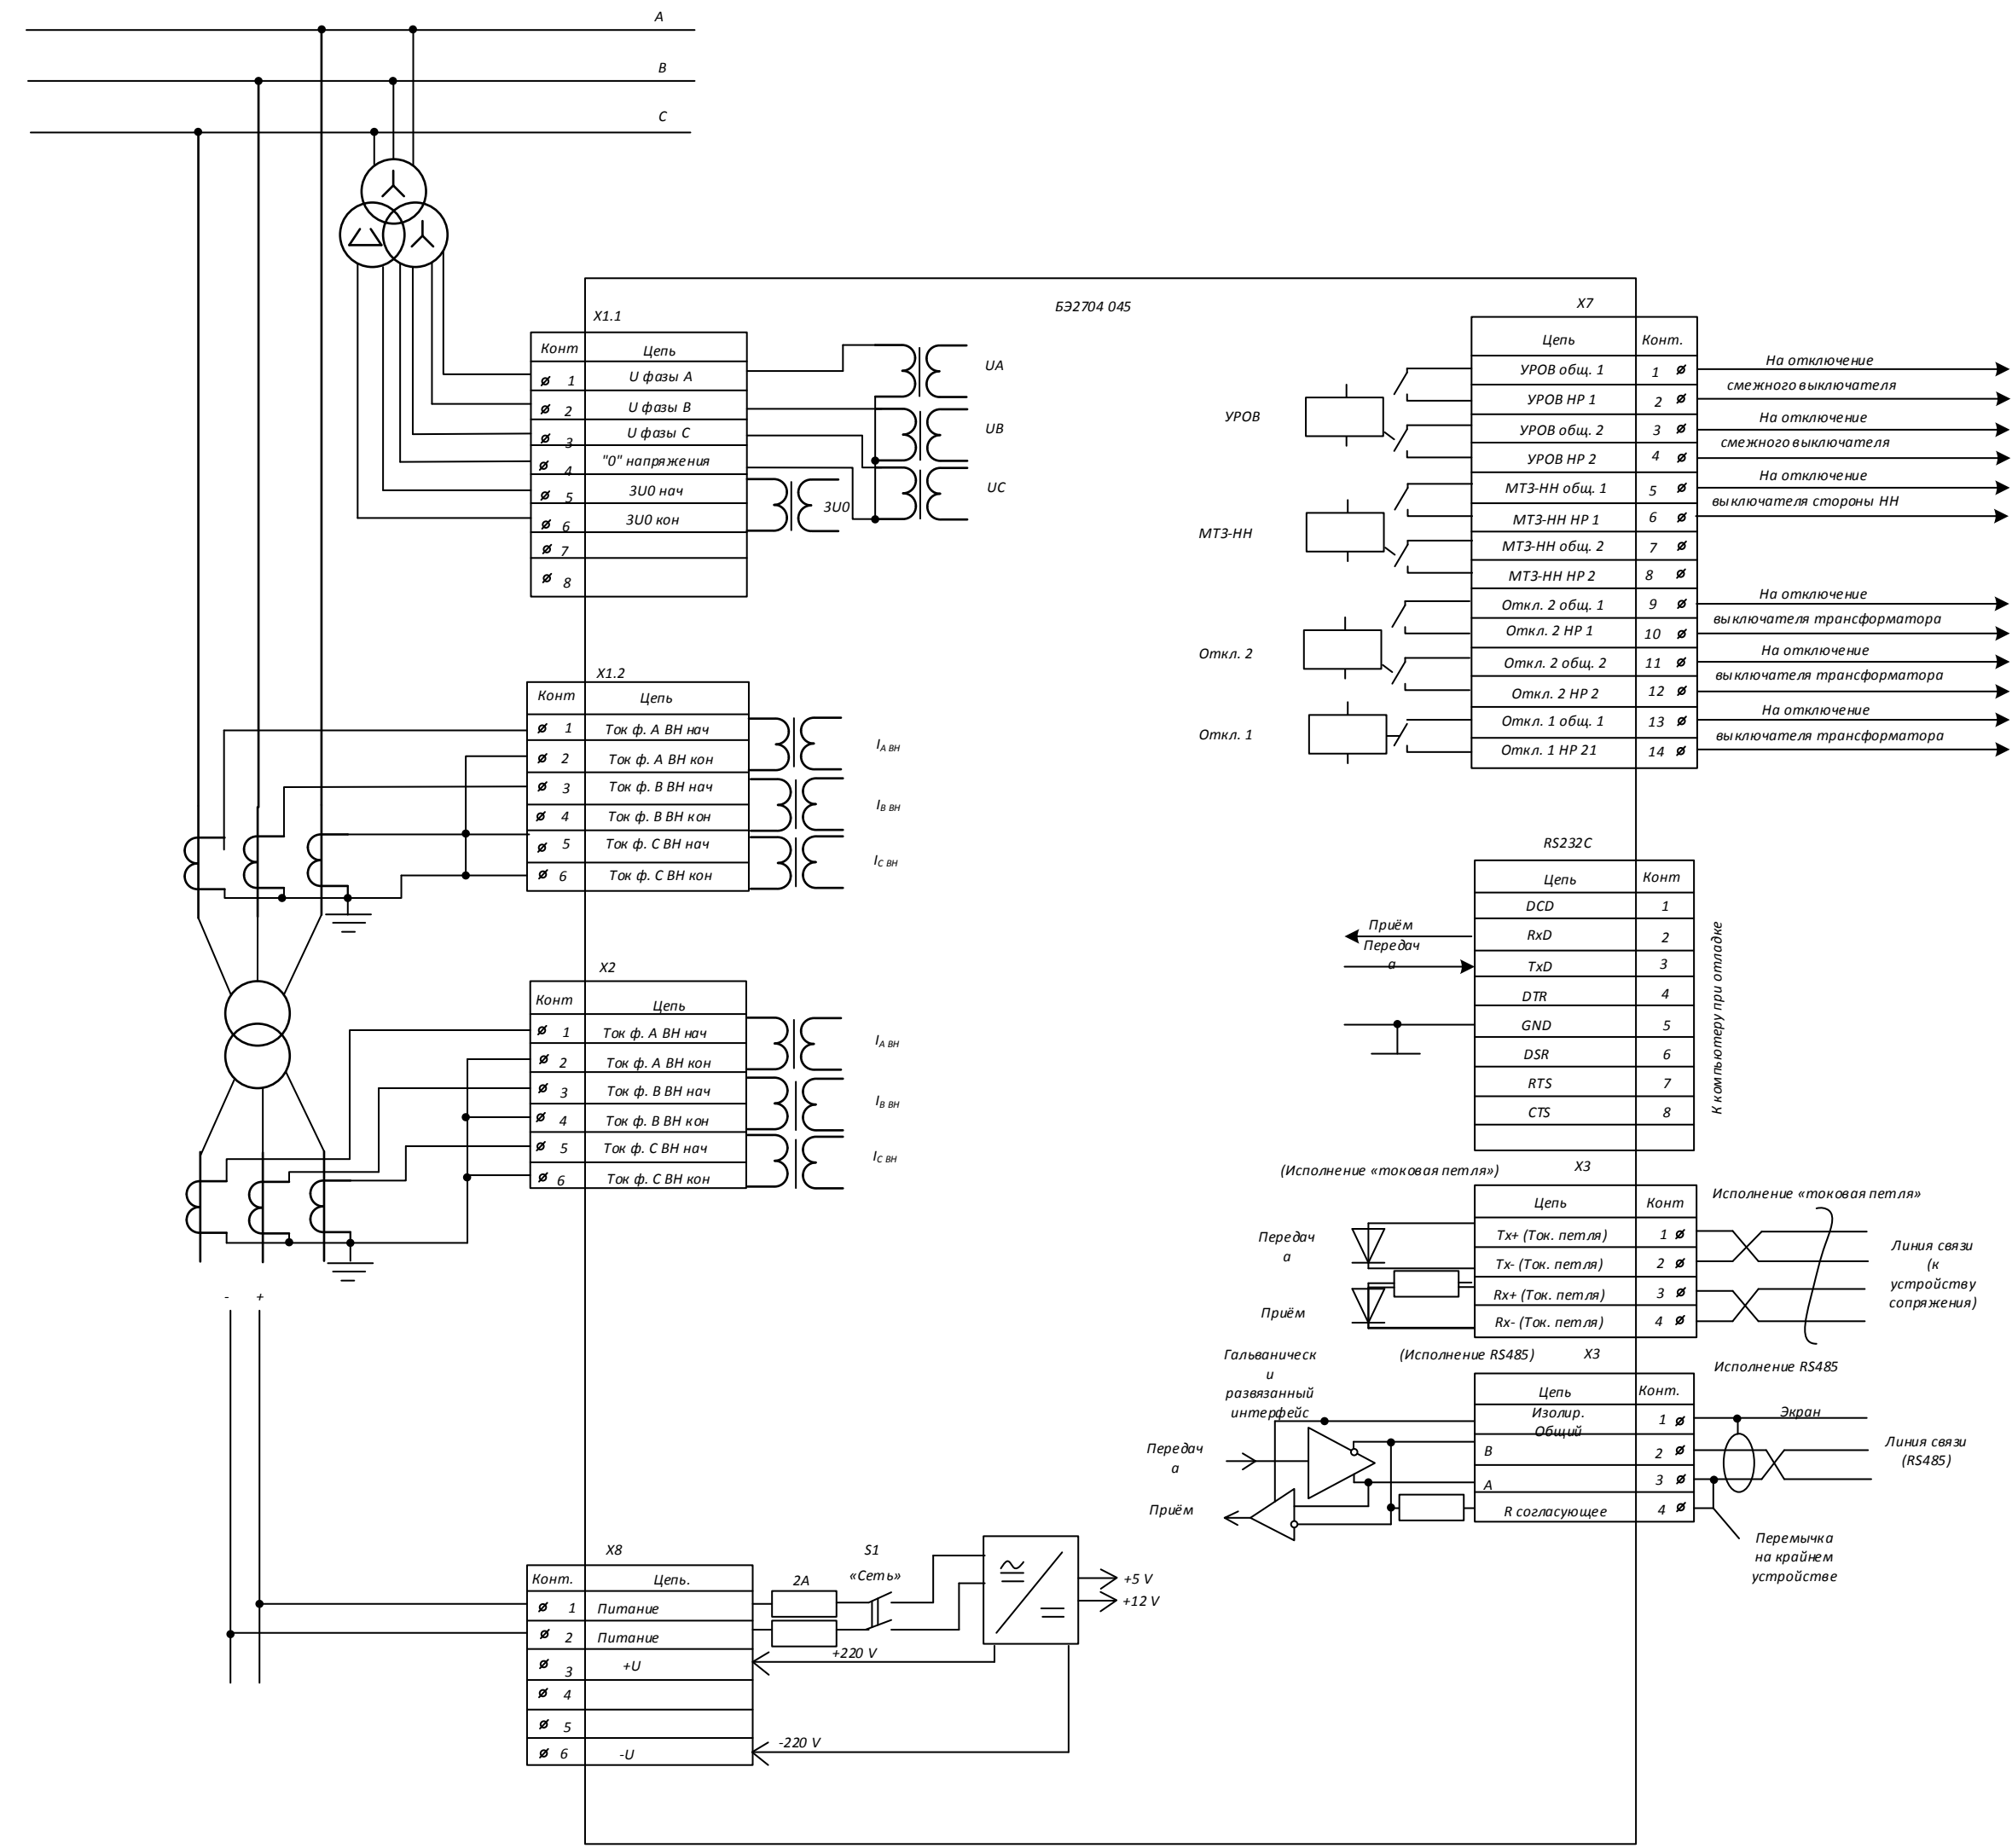 A
B
C
БЭ2704 045
X1.1
Конт Цепь
1 U фазы A
2 U фазы B
3 U фазы C
4 "0" напряжения
5 3U0 нач
6 3U0 кон
7
8
UA
UB
UC
3U0
X1.2
Конт Цепь
1 Ток ф. А ВН нач
2 Ток ф. А ВН кон
3 Ток ф. В ВН нач
4 Ток ф. В ВН кон
5 Ток ф. С ВН нач
6 Ток ф. С ВН кон
IA ВН
IB ВН
IC ВН
X2
Конт Цепь
1 Ток ф. А ВН нач
2 Ток ф. А ВН кон
3 Ток ф. В ВН нач
4 Ток ф. В ВН кон
5 Ток ф. С ВН нач
6 Ток ф. С ВН кон
IA ВН
IB ВН
IC ВН
- +
X8
Конт. Цепь.
1 Питание
2 Питание
3 +U
4
5
6 -U
2А
S1
«Сеть»
+5 V
+12 V
+220 V
-220 V
X7
Цепь Конт.
УРОВ общ. 1 1
УРОВ НР 1 2
УРОВ общ. 2 3
УРОВ НР 2 4
МТЗ-НН общ. 1 5
МТЗ-НН НР 1 6
МТЗ-НН общ. 2 7
МТЗ-НН НР 2 8
Откл. 2 общ. 1 9
Откл. 2 НР 1 10
Откл. 2 общ. 2 11
Откл. 2 НР 2 12
Откл. 1 общ. 1 13
Откл. 1 НР 21 14
УРОВ
МТЗ-НН
Откл. 2
Откл. 1
На отключение
смежного выключателя
На отключение
смежного выключателя
На отключение
выключателя стороны НН
На отключение
выключателя трансформатора
На отключение
выключателя трансформатора
На отключение
выключателя трансформатора
RS232C
Цепь Конт
DCD 1
RxD 2
TxD 3
DTR 4
GND 5
DSR 6
RTS 7
CTS 8
Приём
Передач
а
К компьютеру при отладке
(Исполнение «токовая петля») X3
Цепь Конт
Tx+ (Ток. петля) 1
Tx- (Ток. петля) 2
Rx+ (Ток. петля) 3
Rx- (Ток. петля) 4
Передач
а
Приём
Исполнение «токовая петля»
Линия связи
(к
устройству
сопряжения)
Гальваническ
и
развязанный
интерфейс
(Исполнение RS485) X3
Исполнение RS485
Цепь Конт.
Изолир.
Общий 1
B 2
A 3
R согласующее 4
Передач
а
Приём
Экран
Линия связи
(RS485)
Перемычка
на крайнем
устройстве